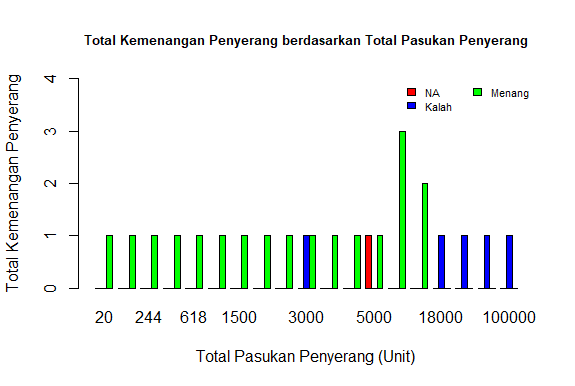 Total Kemenangan Penyerang berdasarkan Total Pasukan Penyerang
Total Kemenangan Penyerang
4
3
2
1
0
NA
Kalah
Menang
20 244 618 1500 3000 5000 18000 100000
Total Pasukan Penyerang (Unit)